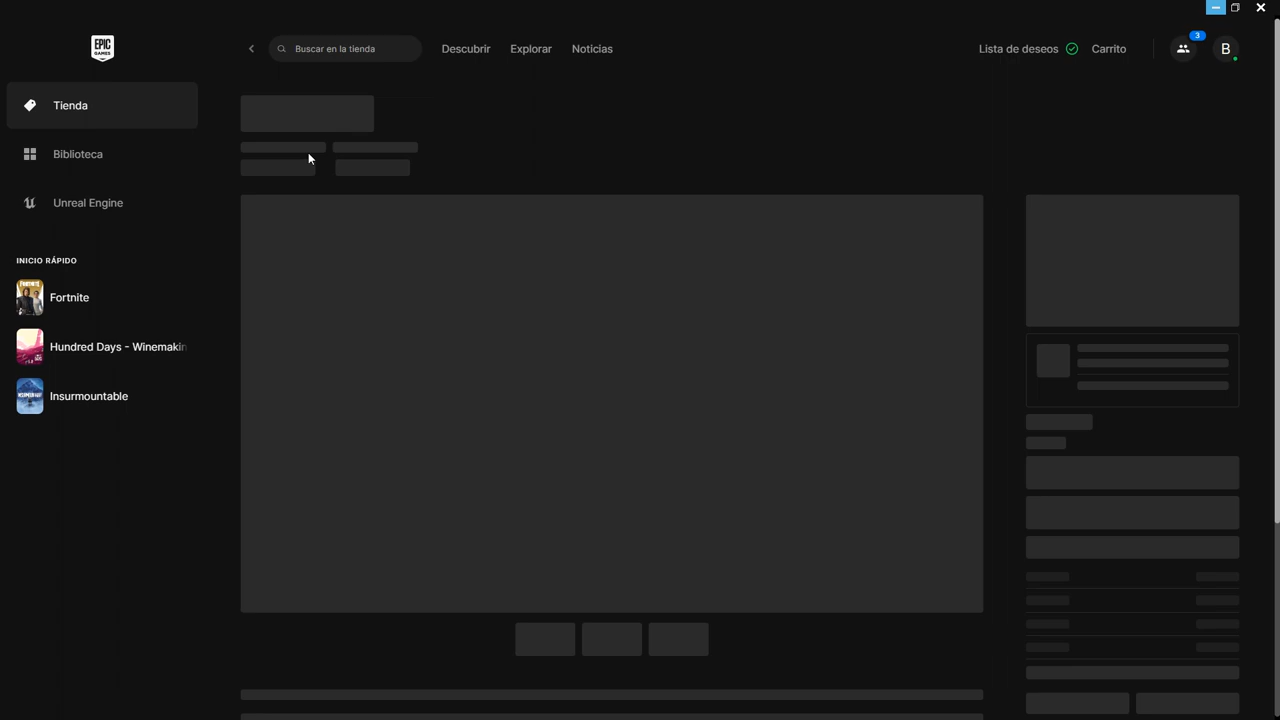 EPIC
GAMES
Buscar en la tienda
Descubrir
Explorar
Noticias
Lista de deseos
Carrito
3
B
Tienda
Biblioteca
Unreal Engine
INICIO RÁPIDO
Fortnite
Hundred Days - Winemakin
Insurmountable